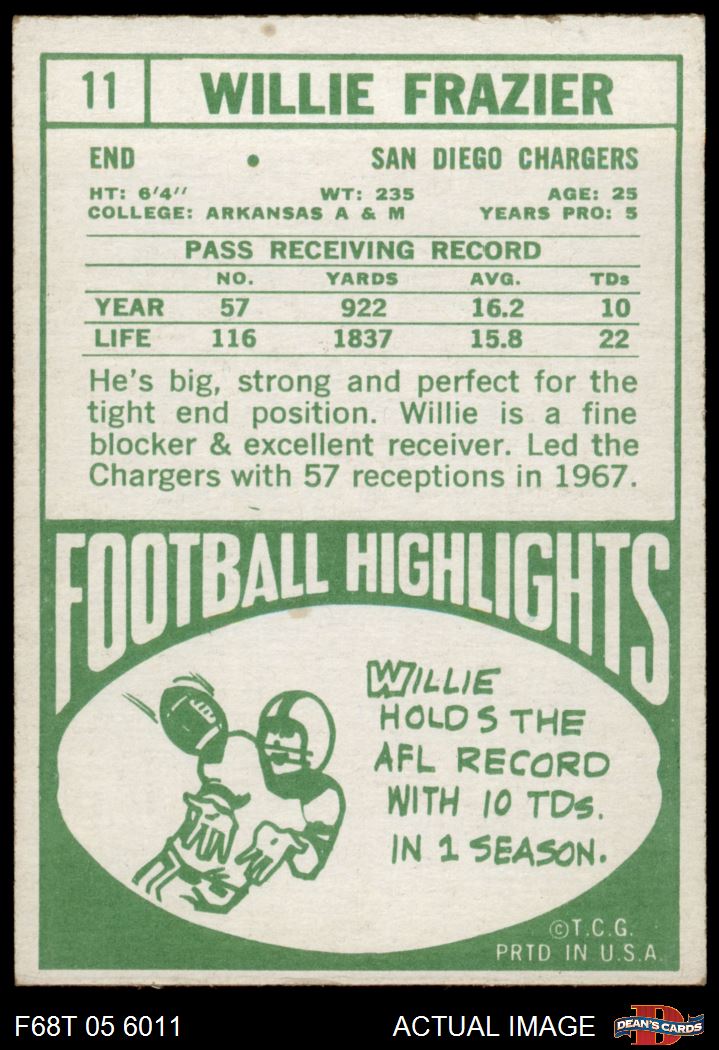 11 WILLIE FRAZIER
END • SAN DIEGO CHARGERS
HT: 6'4'' WT: 235 AGE: 25
COLLEGE: ARKANSAS A & M YEARS PRO: 5
PASS RECEIVING RECORD
NO. YARDS AVG. TDs
YEAR 57 922 16.2 10
LIFE 116 1837 15.8 22
He's big, strong and perfect for the
tight end position. Willie is a fine
blocker & excellent receiver. Led the
Chargers with 57 receptions in 1967.
FOOTBALL HIGHLIGHTS
WILLIE
HOLDS THE
AFL RECORD
WITH 10 TDs.
IN 1 SEASON.
©T.C.G.
PRTD IN U.S.A.
F68T 05 6011 ACTUAL IMAGE D DEAN'S CARDS